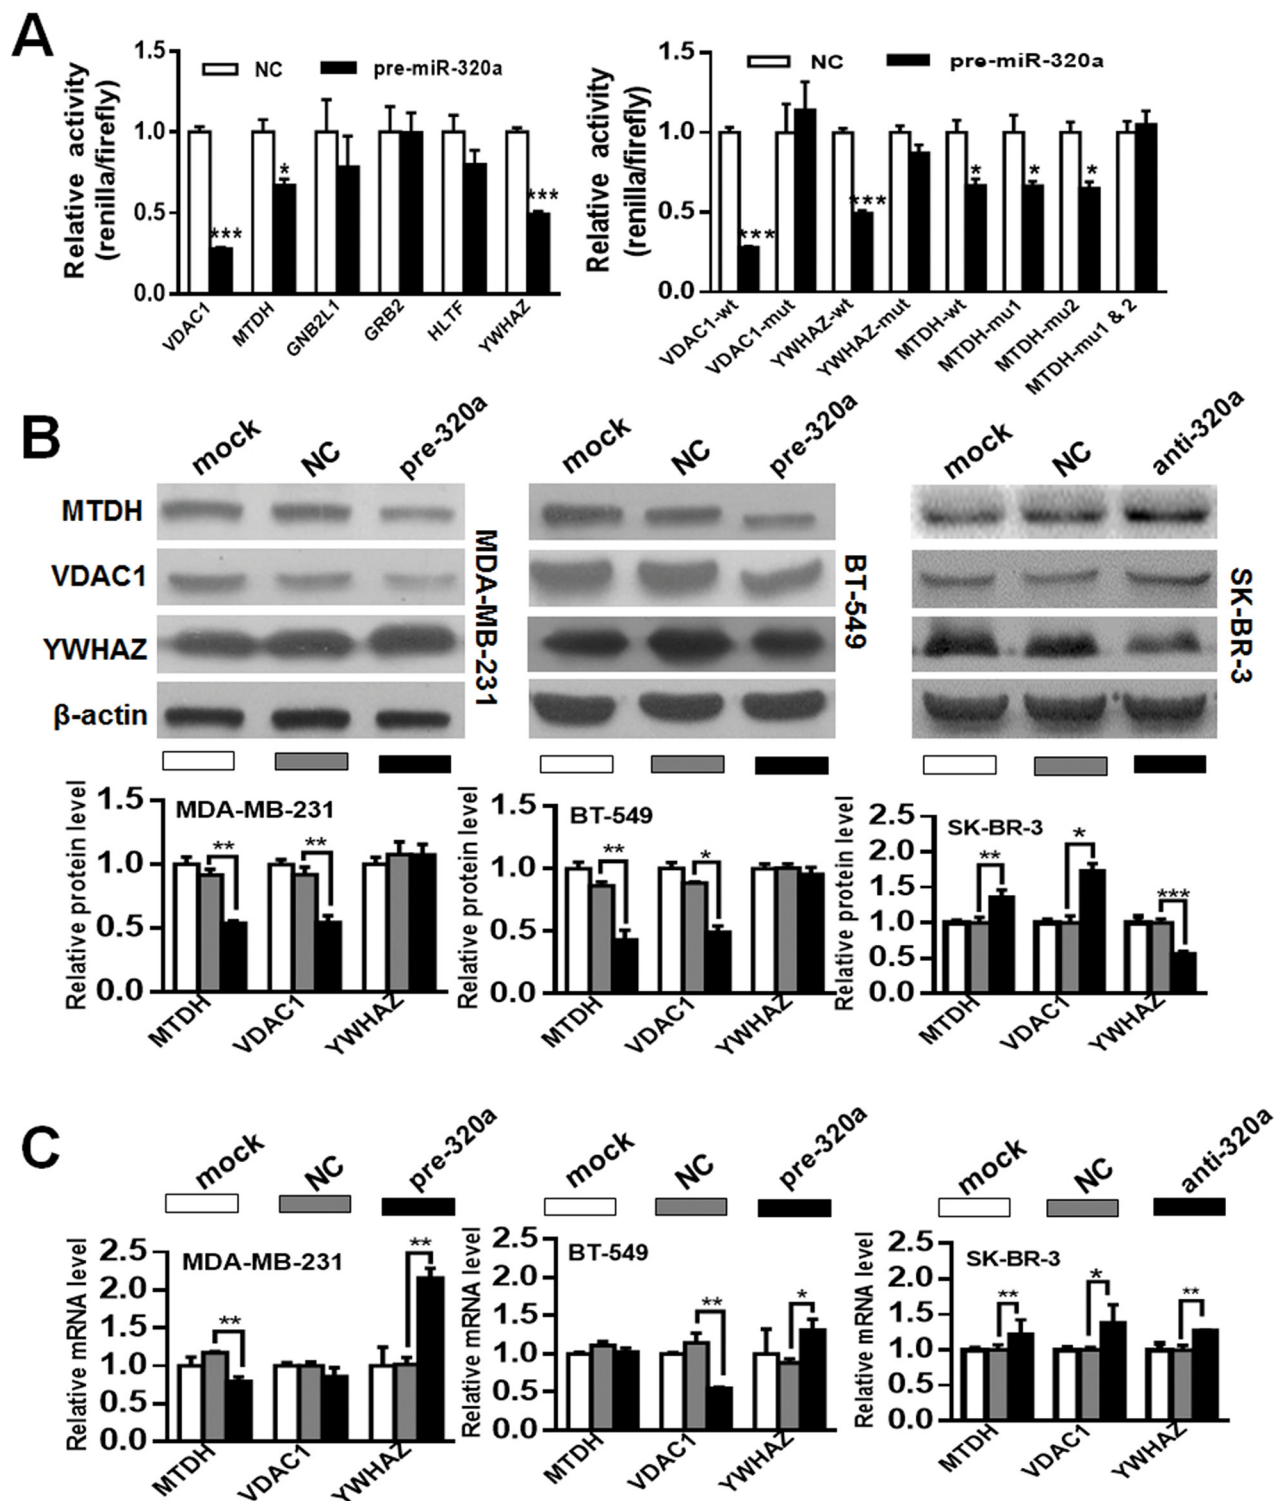 A
Relative activity
(renilla/firefly)
1.5
1.0
0.5
0.0
NC
pre-miR-320a
***
*
***
VDAC1
MTDH
GNB2L1
GRB2
HLTF
YWHAZ
Relative activity
(renilla/firefly)
1.5
1.0
0.5
0.0
NC
pre-miR-320a
***
***
*
*
*
VDAC1-wt
VDAC1-mut
YWHAZ-wt
YWHAZ-mut
MTDH-wt
MTDH-mu1
MTDH-mu2
MTDH-mu1 & 2
B
mock
NC
pre-320a
mock
NC
pre-320a
mock
NC
anti-320a
MTDH
VDAC1
YWHAZ
β-actin
MDA-MB-231
BT-549
SK-BR-3
Relative protein level
1.5
1.0
0.5
0.0
MDA-MB-231
**
**
MTDH
VDAC1
YWHAZ
Relative protein level
1.5
1.0
0.5
0.0
BT-549
**
*
MTDH
VDAC1
YWHAZ
Relative protein level
2.5
2.0
1.5
1.0
0.5
0.0
SK-BR-3
**
*
***
MTDH
VDAC1
YWHAZ
C
mock
NC
pre-320a
mock
NC
pre-320a
mock
NC
anti-320a
Relative mRNA level
2.5
2.0
1.5
1.0
0.5
0.0
MDA-MB-231
**
**
MTDH
VDAC1
YWHAZ
Relative mRNA level
2.5
2.0
1.5
1.0
0.5
0.0
BT-549
**
*
MTDH
VDAC1
YWHAZ
Relative mRNA level
2.5
2.0
1.5
1.0
0.5
0.0
SK-BR-3
**
*
**
MTDH
VDAC1
YWHAZ